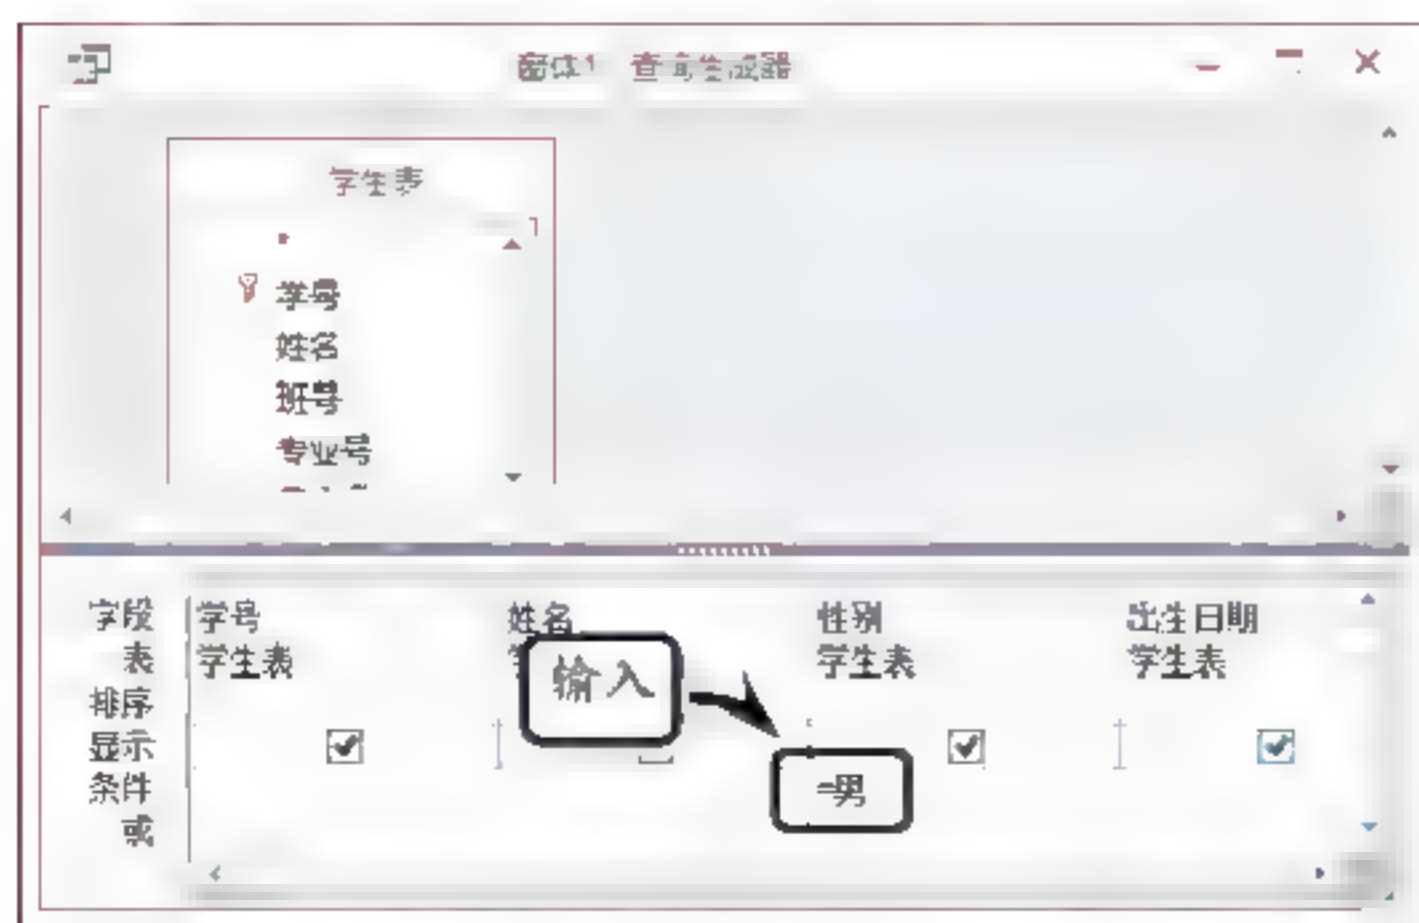 窗体1 查询生成器
学生表
学号
姓名
班号
专业号
字段 学号 姓名 性别 出生日期
表 学生表 学生表 学生表
输入
排序
显示
条件 =男
或